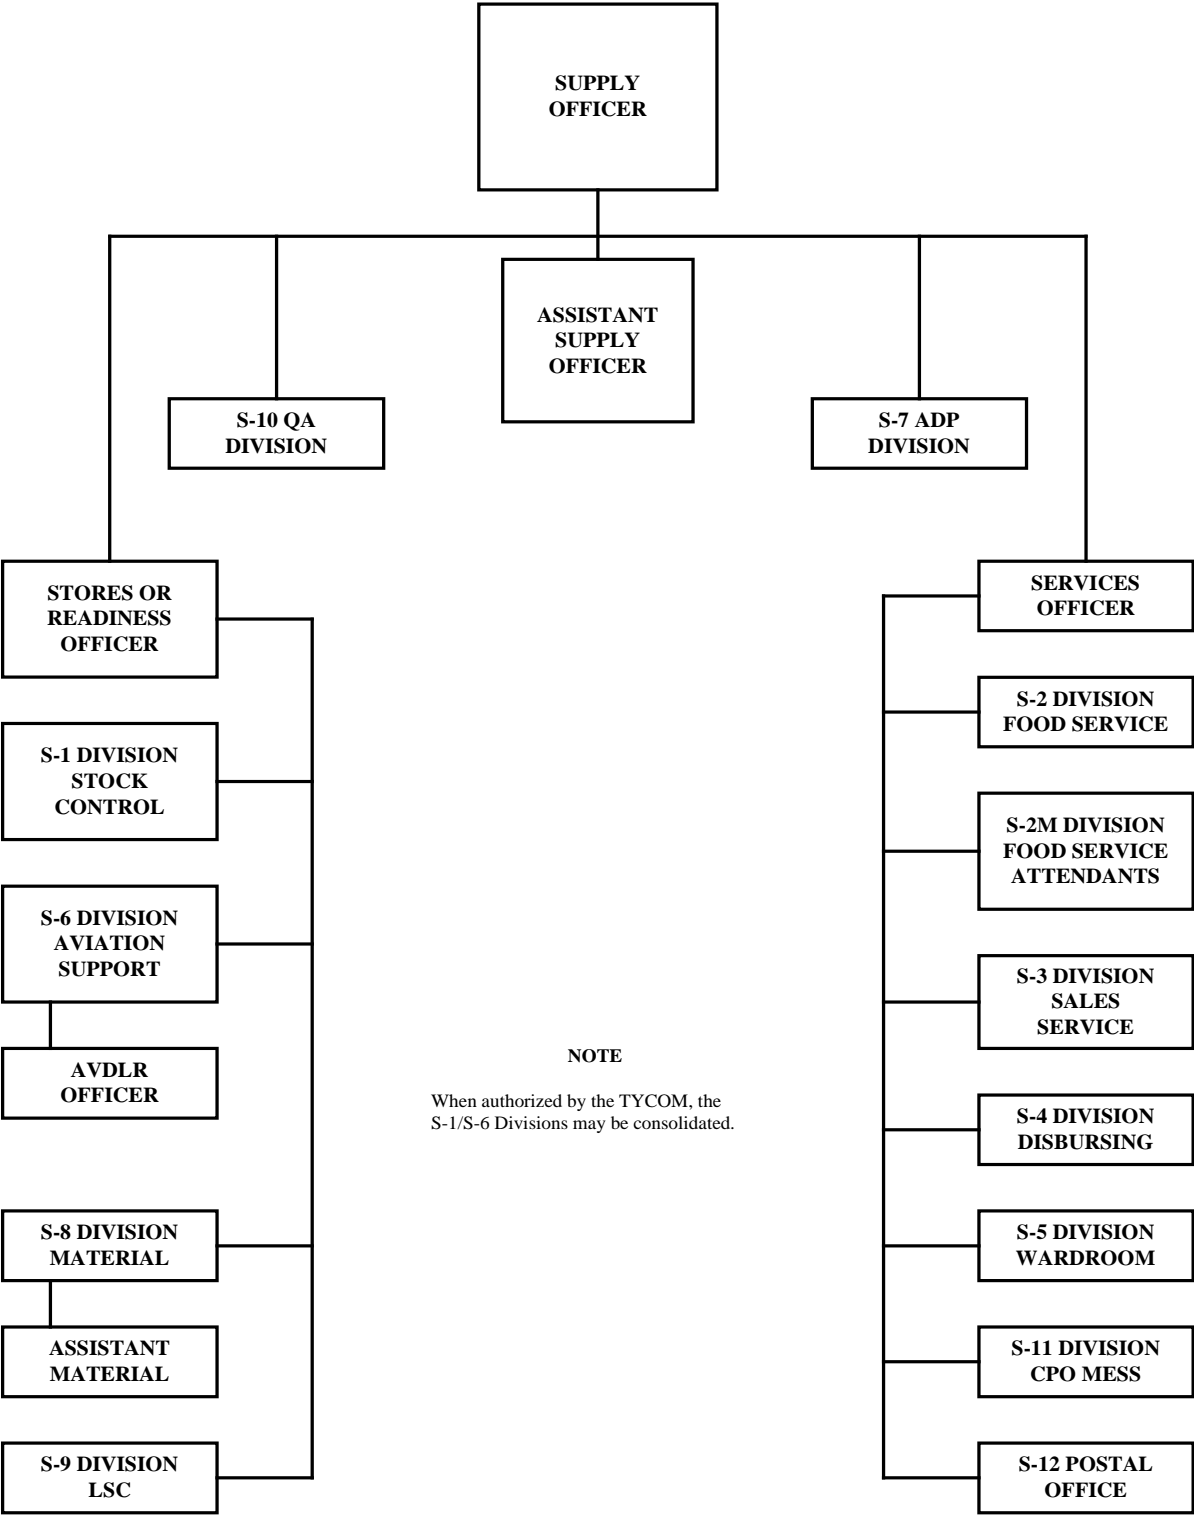 SUPPLY
OFFICER
ASSISTANT
SUPPLY
OFFICER
S-10 QA
DIVISION
S-7 ADP
DIVISION
STORES OR
READINESS
OFFICER
S-1 DIVISION
STOCK
CONTROL
S-6 DIVISION
AVIATION
SUPPORT
AVDLR
OFFICER
S-8 DIVISION
MATERIAL
ASSISTANT
MATERIAL
S-9 DIVISION
LSC
NOTE
When authorized by the TYCOM, the
S-1/S-6 Divisions may be consolidated.
SERVICES
OFFICER
S-2 DIVISION
FOOD SERVICE
S-2M DIVISION
FOOD SERVICE
ATTENDANTS
S-3 DIVISION
SALES
SERVICE
S-4 DIVISION
DISBURSING
S-5 DIVISION
WARDROOM
S-11 DIVISION
CPO MESS
S-12 POSTAL
OFFICE